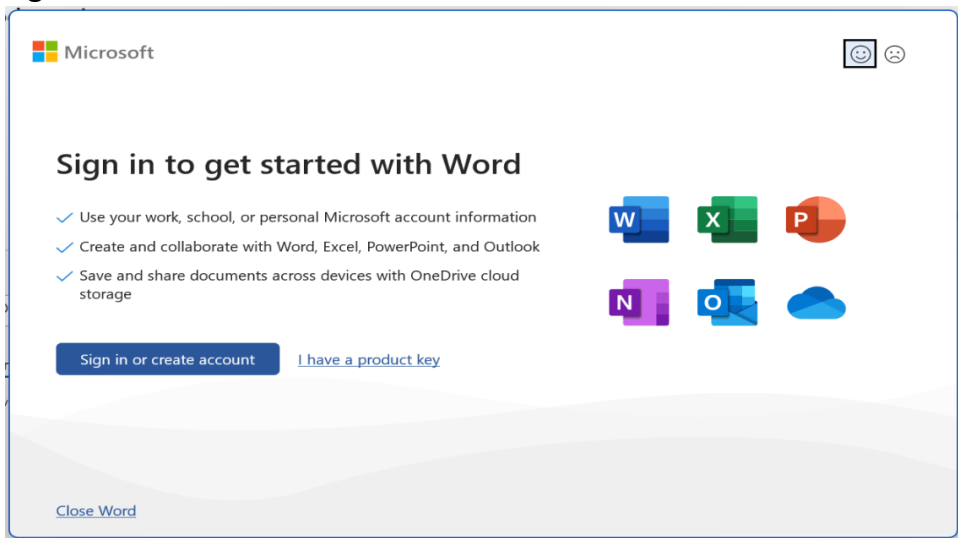 Microsoft
Sign in to get started with Word
Use your work, school, or personal Microsoft account information
Create and collaborate with Word, Excel, PowerPoint, and Outlook
Save and share documents across devices with OneDrive cloud
storage
W
X
P
N
O
Sign in or create account
I have a product key
Close Word